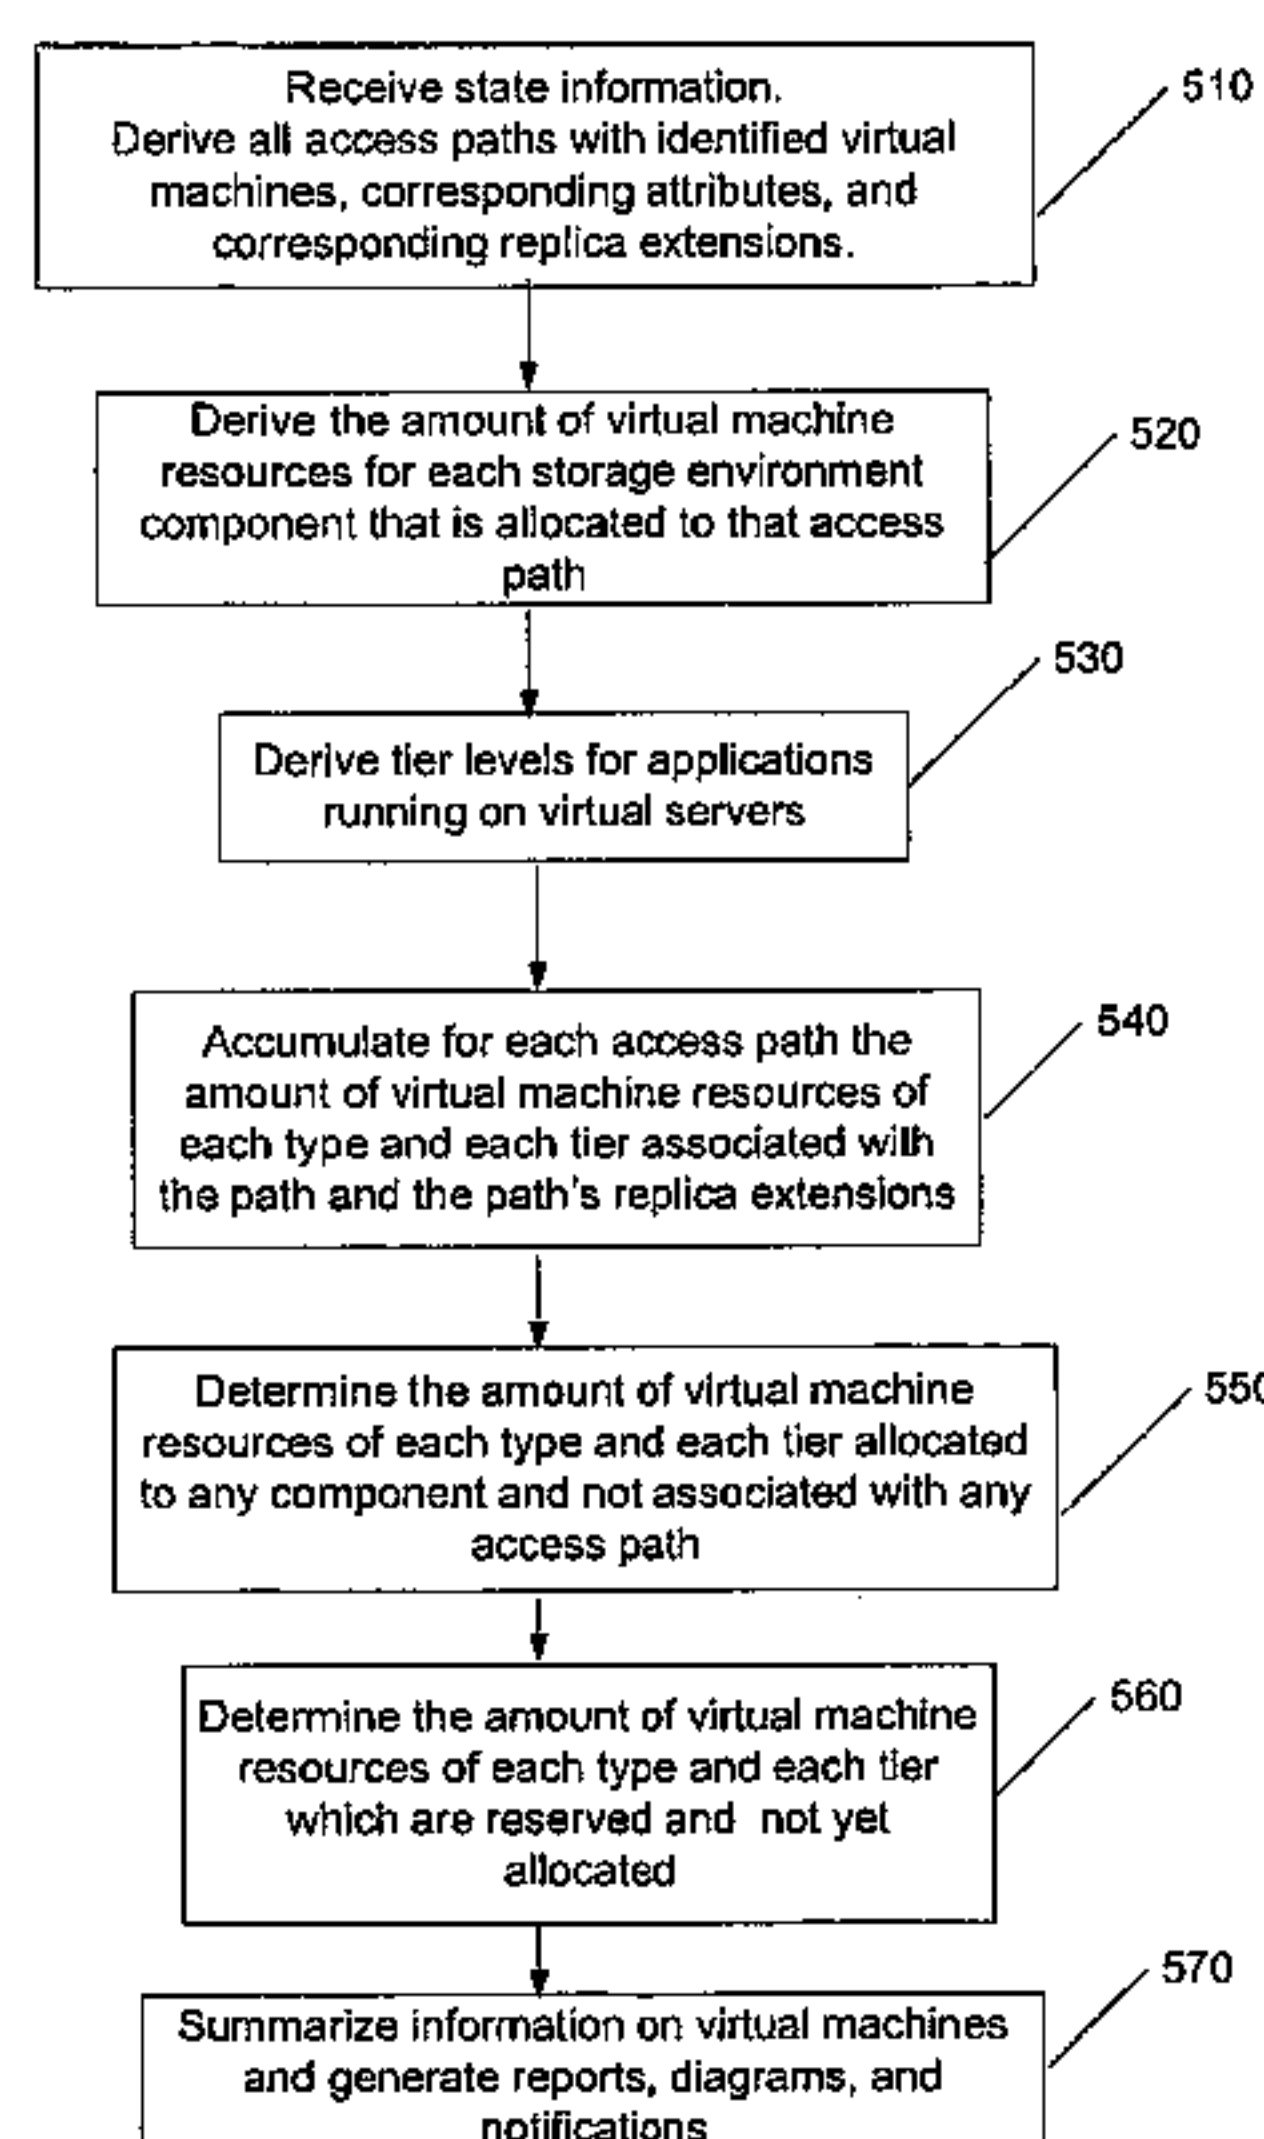 Receive state information.
Derive all access paths with identified virtual
machines, corresponding attributes, and
corresponding replica extensions.
510
Derive the amount of virtual machine
resources for each storage environment
component that is allocated to that access
path
520
Derive tier levels for applications
running on virtual servers
530
Accumulate for each access path the
amount of virtual machine resources of
each type and each tier associated with
the path and the path's replica extensions
540
Determine the amount of virtual machine
resources of each type and each tier allocated
to any component and not associated with any
access path
550
Determine the amount of virtual machine
resources of each type and each tier
which are reserved and not yet
allocated
560
Summarize information on virtual machines
and generate reports, diagrams, and
notifications
570